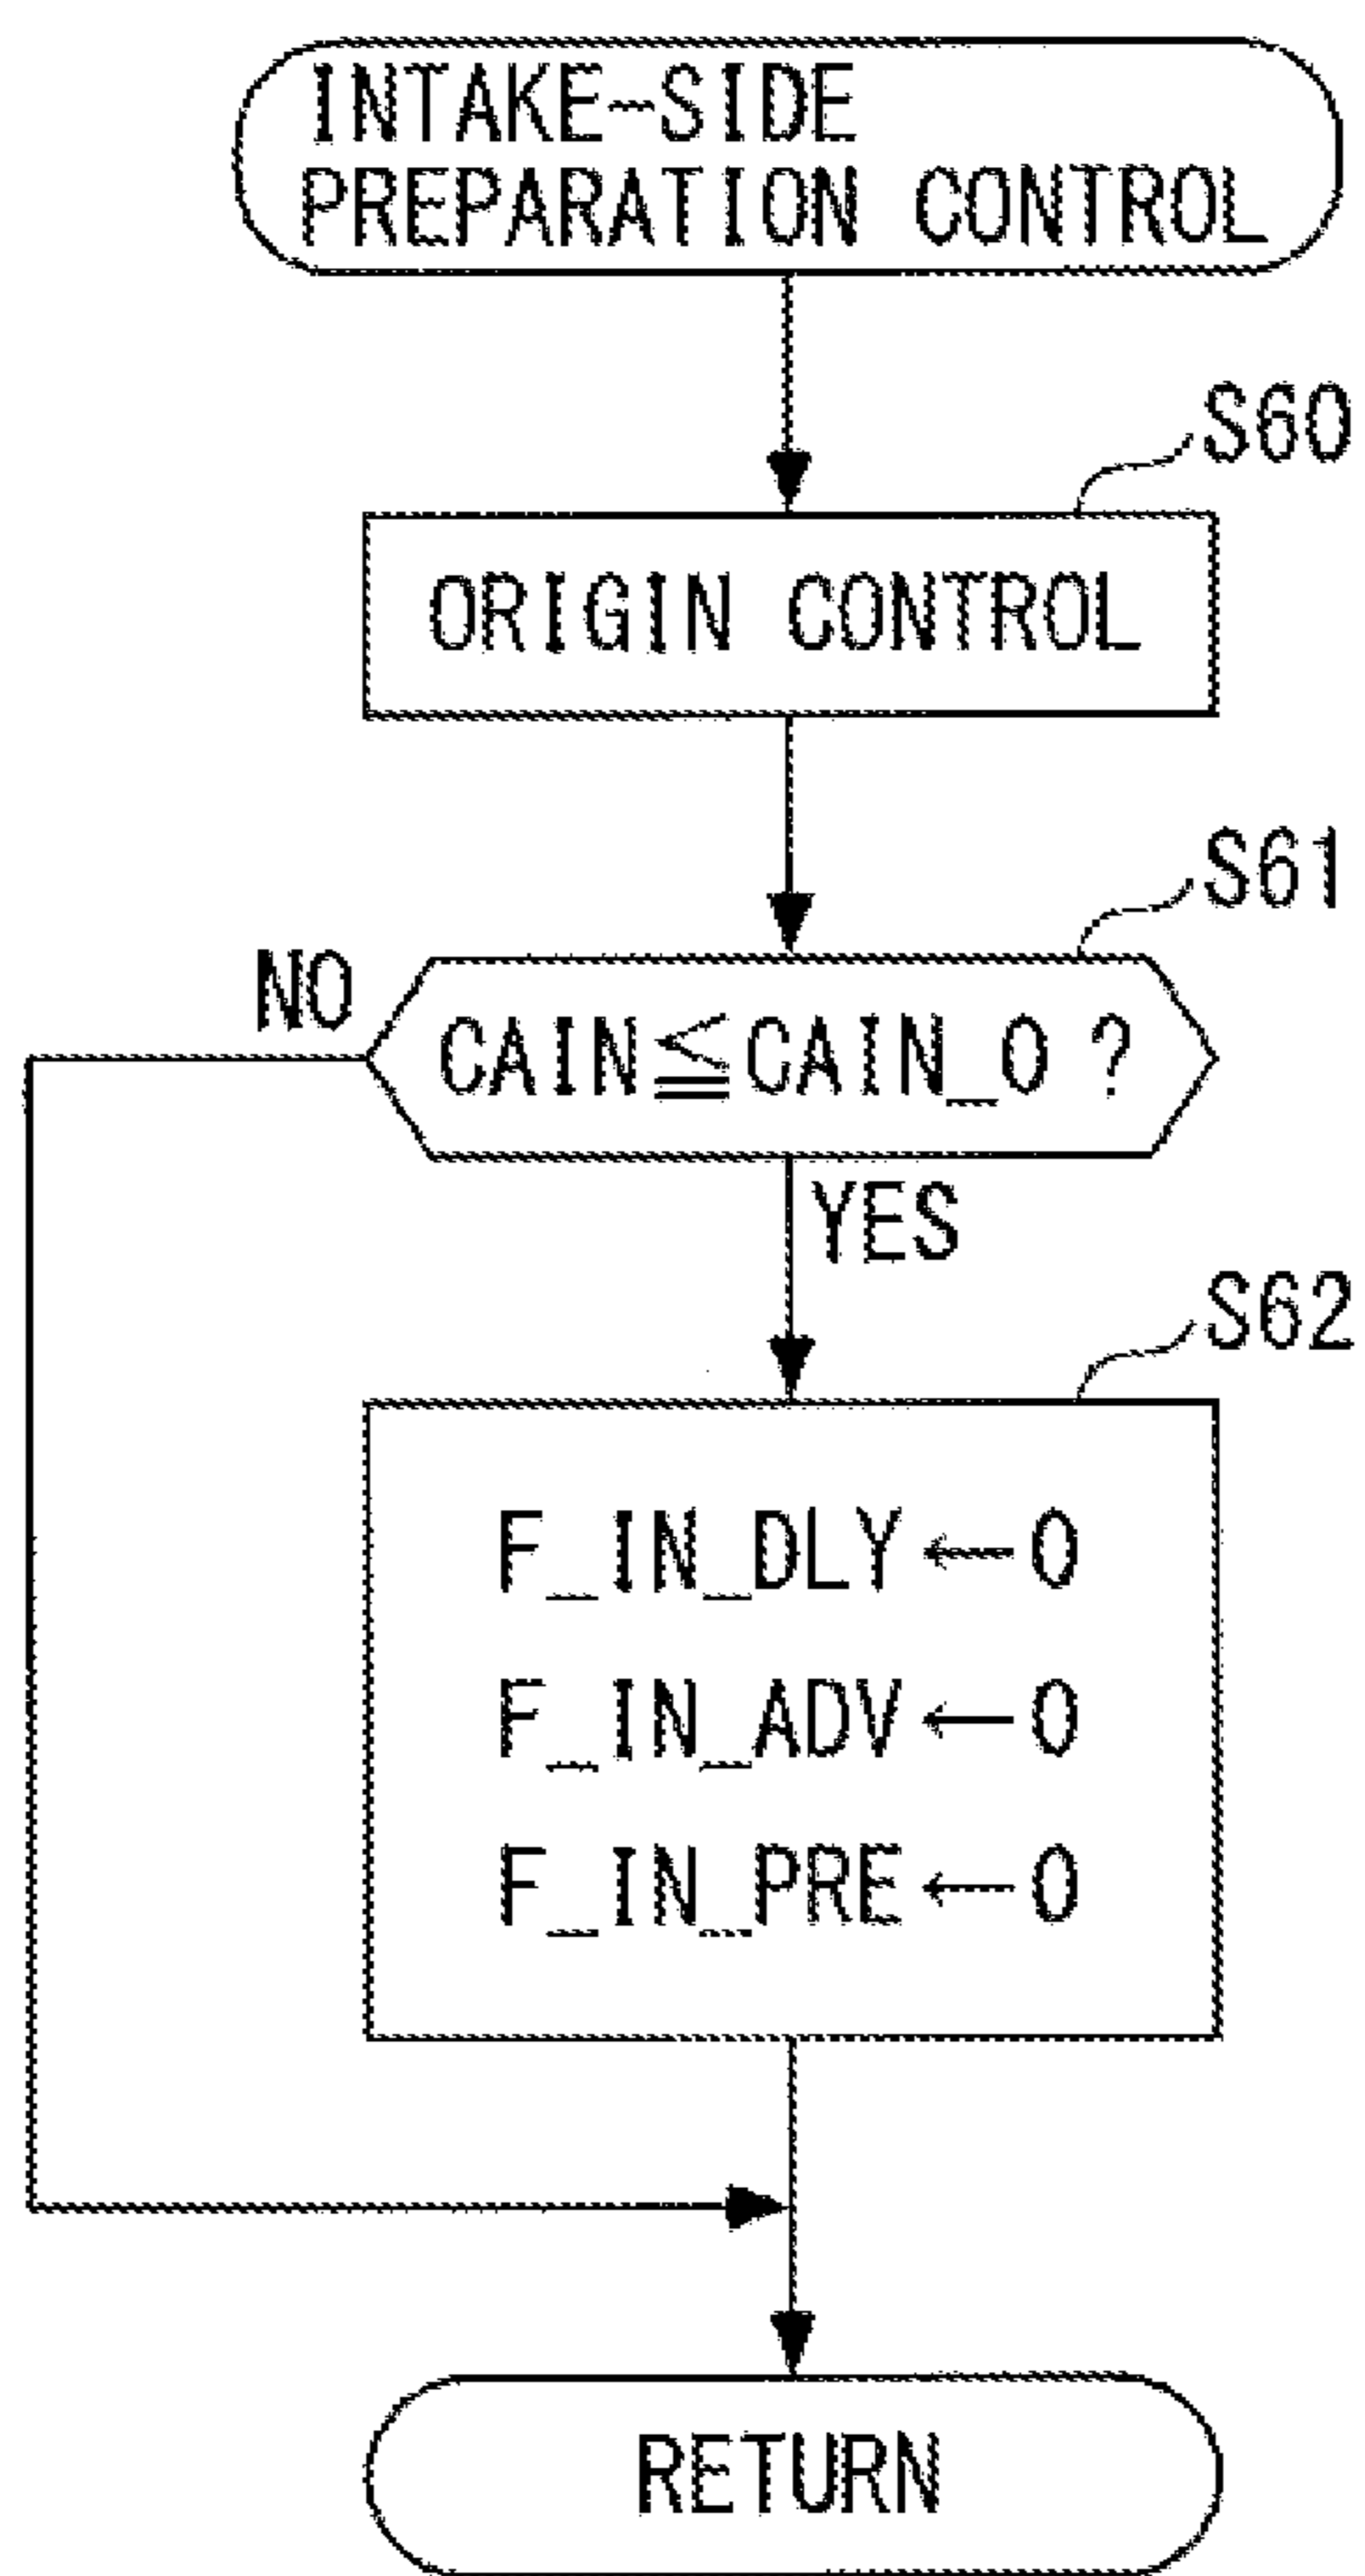 INTAKE-SIDE
PREPARATION CONTROL
S60
ORIGIN CONTROL
S61
NO
CAIN≦CAIN_0 ?
YES
S62
F_IN_DLY←0
F_IN_ADV←0
F_IN_PRE←0
RETURN